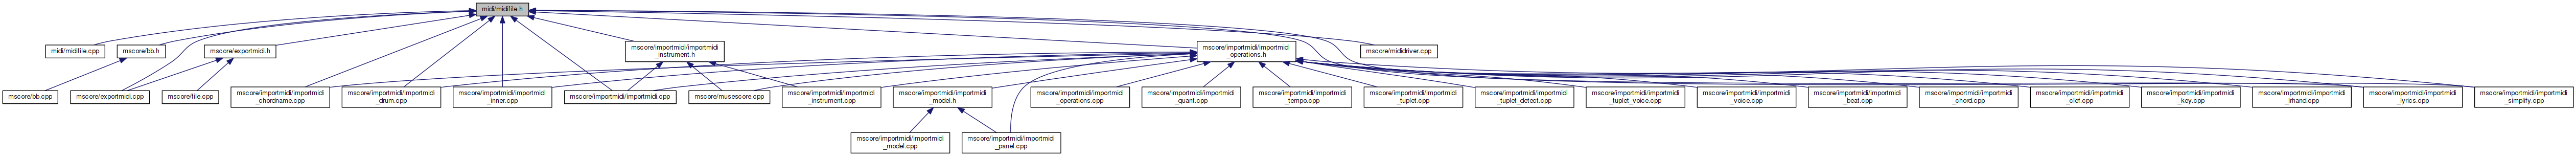 midi/midifile.h
midi/midifile.cpp
mscore/bb.h
mscore/exportmidi.h
mscore/importmidi/importmidi
_instrument.h
mscore/importmidi/importmidi
_operations.h
mscore/mididriver.cpp
mscore/bb.cpp
mscore/exportmidi.cpp
mscore/file.cpp
mscore/importmidi/importmidi
_chordname.cpp
mscore/importmidi/importmidi
_drum.cpp
mscore/importmidi/importmidi
_inner.cpp
mscore/importmidi/importmidi.cpp
mscore/musescore.cpp
mscore/importmidi/importmidi
_instrument.cpp
mscore/importmidi/importmidi
_model.h
mscore/importmidi/importmidi
_operations.cpp
mscore/importmidi/importmidi
_quant.cpp
mscore/importmidi/importmidi
_tempo.cpp
mscore/importmidi/importmidi
_tuplet.cpp
mscore/importmidi/importmidi
_tuplet_detect.cpp
mscore/importmidi/importmidi
_tuplet_voice.cpp
mscore/importmidi/importmidi
_voice.cpp
mscore/importmidi/importmidi
_beat.cpp
mscore/importmidi/importmidi
_chord.cpp
mscore/importmidi/importmidi
_clef.cpp
mscore/importmidi/importmidi
_key.cpp
mscore/importmidi/importmidi
_lrhand.cpp
mscore/importmidi/importmidi
_lyrics.cpp
mscore/importmidi/importmidi
_simplify.cpp
mscore/importmidi/importmidi
_model.cpp
mscore/importmidi/importmidi
_panel.cpp